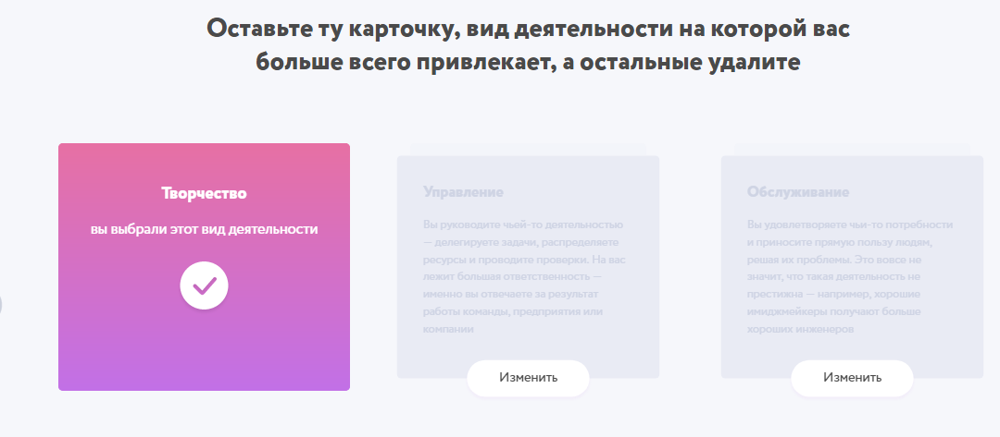 Оставьте ту карточку, вид деятельности на которой вас
больше всего привлекает, а остальные удалите
Творчество
вы выбрали этот вид деятельности
Управление
Вы руководите чьей-то деятельностью
— делегируете задачи, распределяете
ресурсы и проводите проверки. На вас
лежит большая ответственность —
именно вы отвечаете за результат
работы команды, предприятия или
компании
Изменить
Обслуживание
Вы удовлетворяете чьи-то потребности
и приносите прямую пользу людям,
решая их проблемы. Это вовсе не
значит, что такая деятельность не
престижна — например, хорошие
имиджмейкеры получают больше
хороших инженеров
Изменить